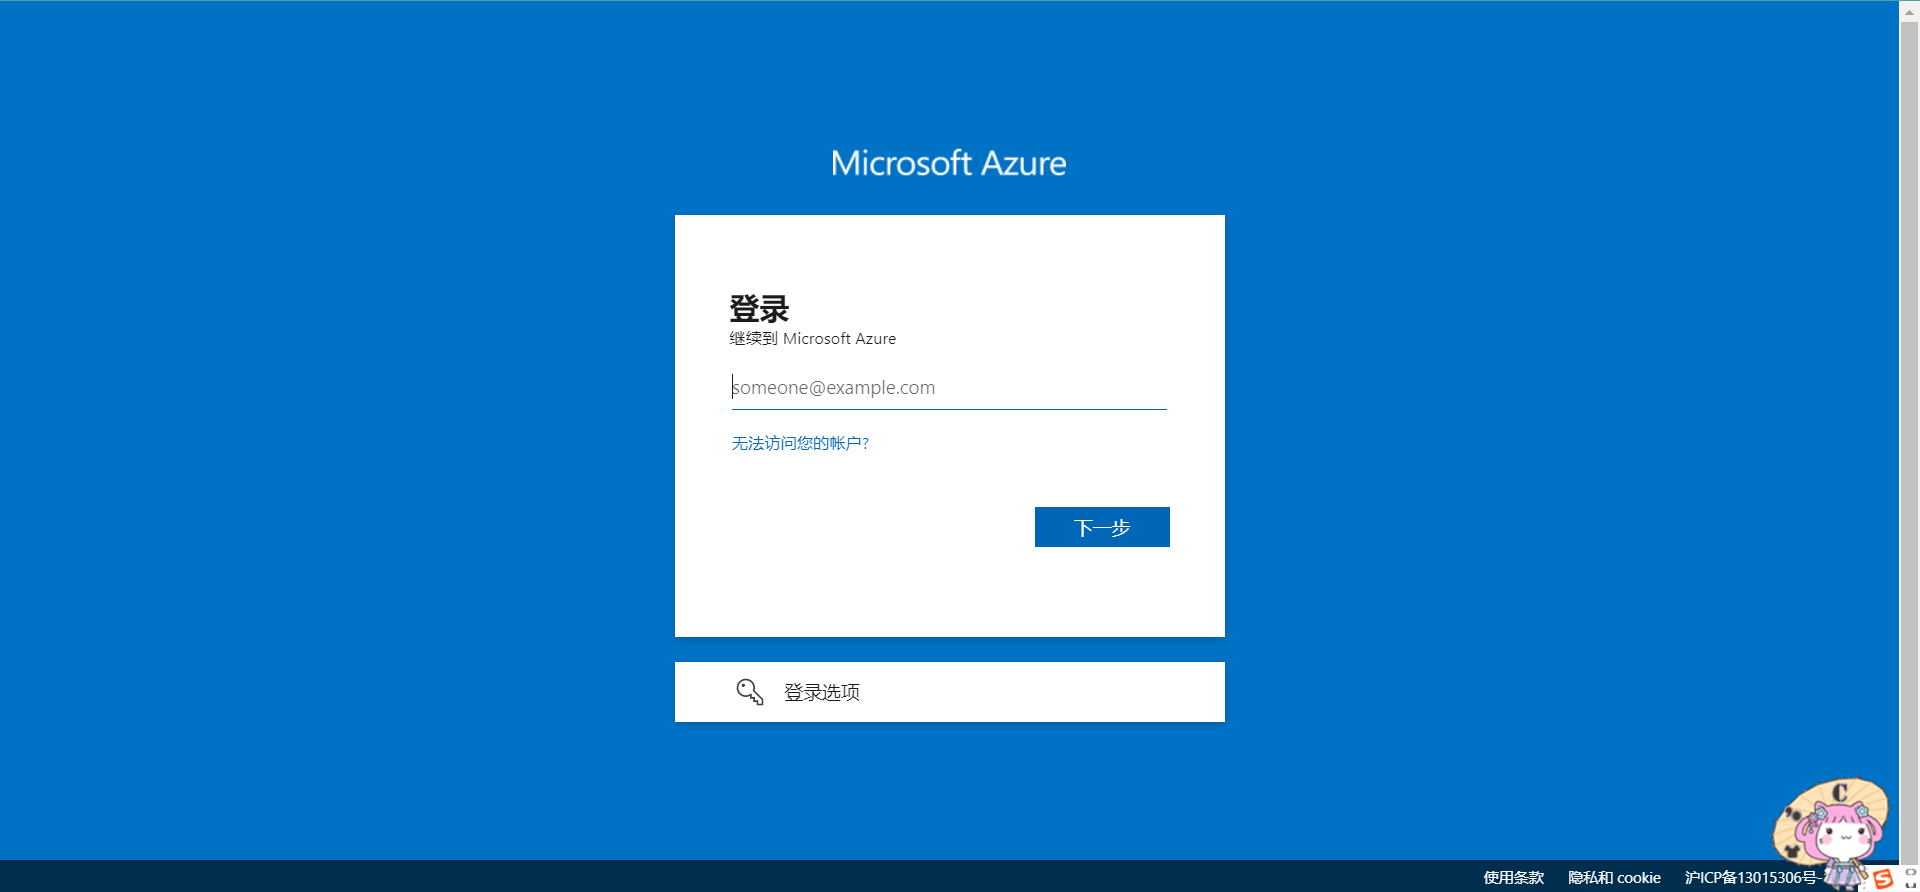 Microsoft Azure
登录
继续到 Microsoft Azure
someone@example.com
无法访问您的帐户?
下一步
登录选项
C
使用条款 隐私和 cookie 沪ICP备13015306号-
S